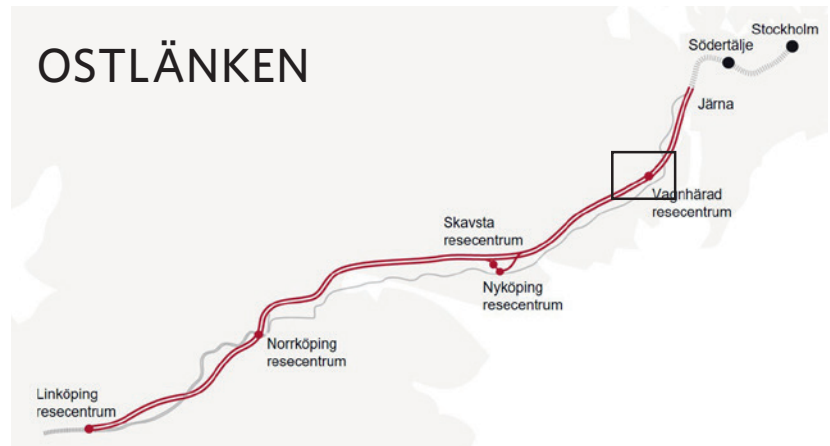 OSTLÄNKEN
Stockholm
Södertälje
Järna
Vagnhärad
resecentrum
Skavsta
resecentrum
Nyköping
resecentrum
Norrköping
resecentrum
Linköping
resecentrum